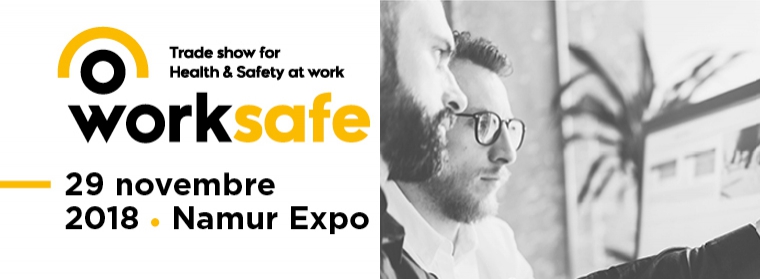 Trade show for
Health & Safety at work
worksafe
29 novembre
2018 • Namur Expo